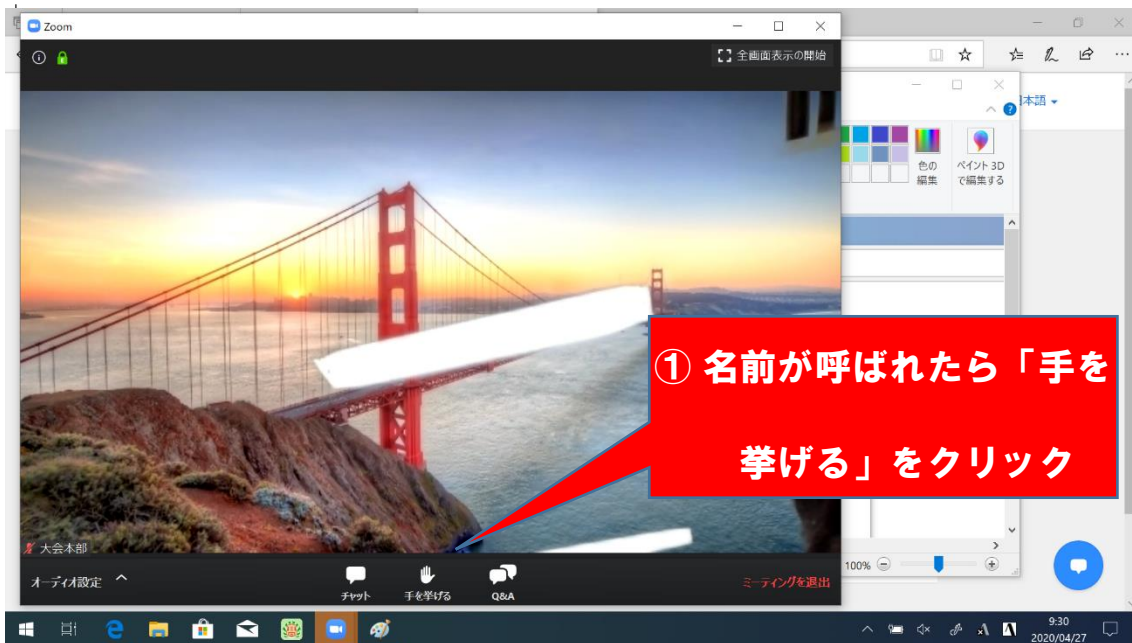 Zoom
全画面表示の開始
本語
色の
編集
ペイント 3D
で編集する
① 名前が呼ばれたら「手を
挙げる」をクリック
大会本部
オーディオ設定
チャット
手を挙げる
Q&A
ミーティングを退出
100%
9:30
2020/04/27